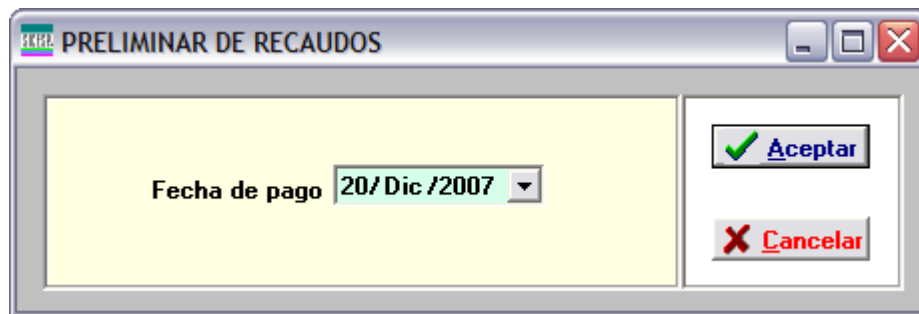 PRELIMINAR DE RECAUDOS
Fecha de pago 20/Dic/2007
Aceptar
Cancelar